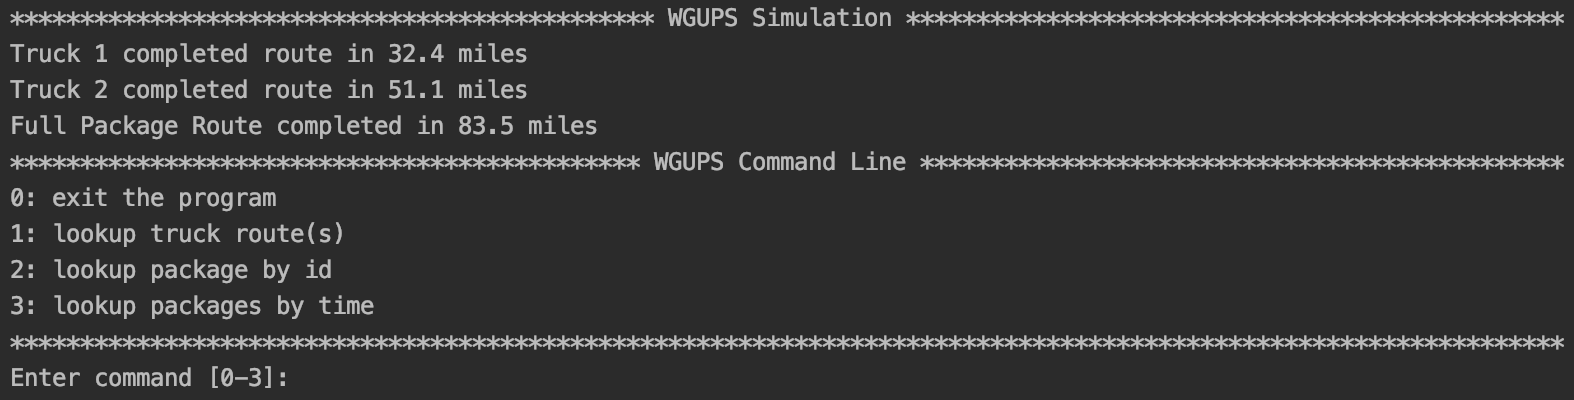 ********************************************** WGUPS Simulation ***********************************************
Truck 1 completed route in 32.4 miles
Truck 2 completed route in 51.1 miles
Full Package Route completed in 83.5 miles
********************************************* WGUPS Command Line **********************************************
0: exit the program
1: lookup truck route(s)
2: lookup package by id
3: lookup packages by time
***************************************************************************************************************
Enter command [0-3]: